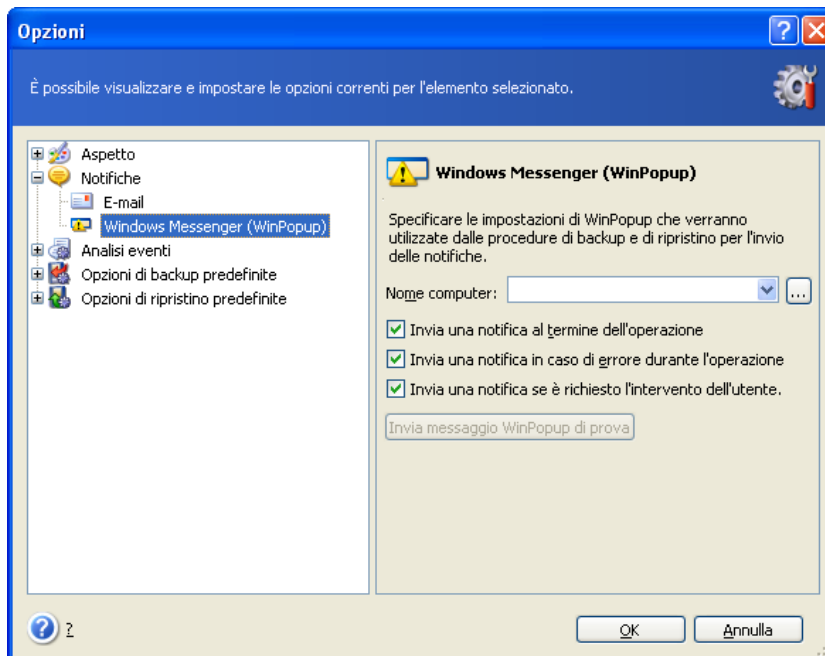 Opzioni
È possibile visualizzare e impostare le opzioni correnti per l'elemento selezionato.
Aspetto
Notifiche
E-mail
Windows Messenger (WinPopup)
Analisi eventi
Opzioni di backup predefinite
Opzioni di ripristino predefinite
Windows Messenger (WinPopup)
Specificare le impostazioni di WinPopup che verranno
utilizzate dalle procedure di backup e di ripristino per l'invio
delle notifiche.
Nome computer:
...
Invia una notifica al termine dell'operazione
Invia una notifica in caso di errore durante l'operazione
Invia una notifica se è richiesto l'intervento dell'utente.
Invia messaggio WinPopup di prova
?
OK
Annulla